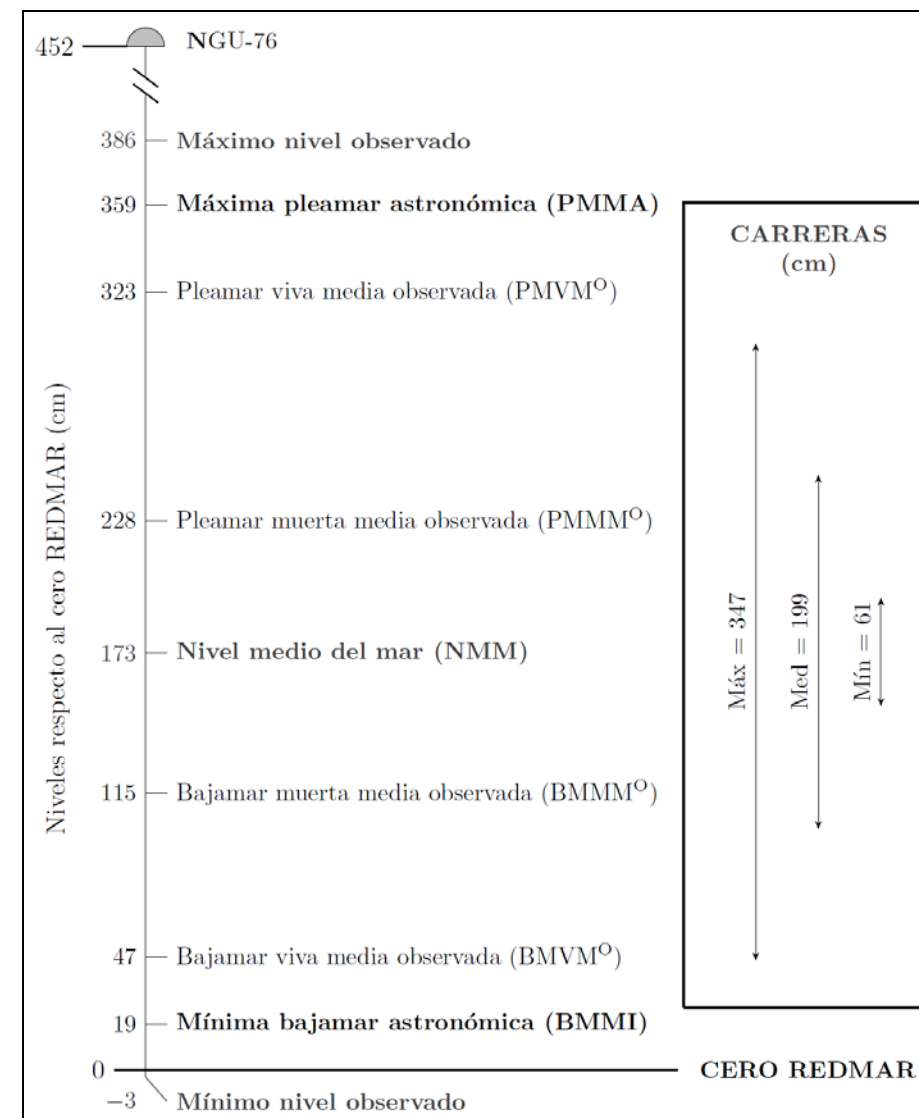 452 NGU-76
386 Máximo nivel observado
359 Máxima pleamar astronómica (PMMA)
323 Pleamar viva media observada (PMVMᴼ)
228 Pleamar muerta media observada (PMMMᴼ)
173 Nivel medio del mar (NMM)
115 Bajamar muerta media observada (BMMMᴼ)
47 Bajamar viva media observada (BMVMᴼ)
19 Mínima bajamar astronómica (BMMI)
0 CERO REDMAR
−3 Mínimo nivel observado
Niveles respecto al cero REDMAR (cm)
CARRERAS
(cm)
Máx = 347
Med = 199
Mín = 61